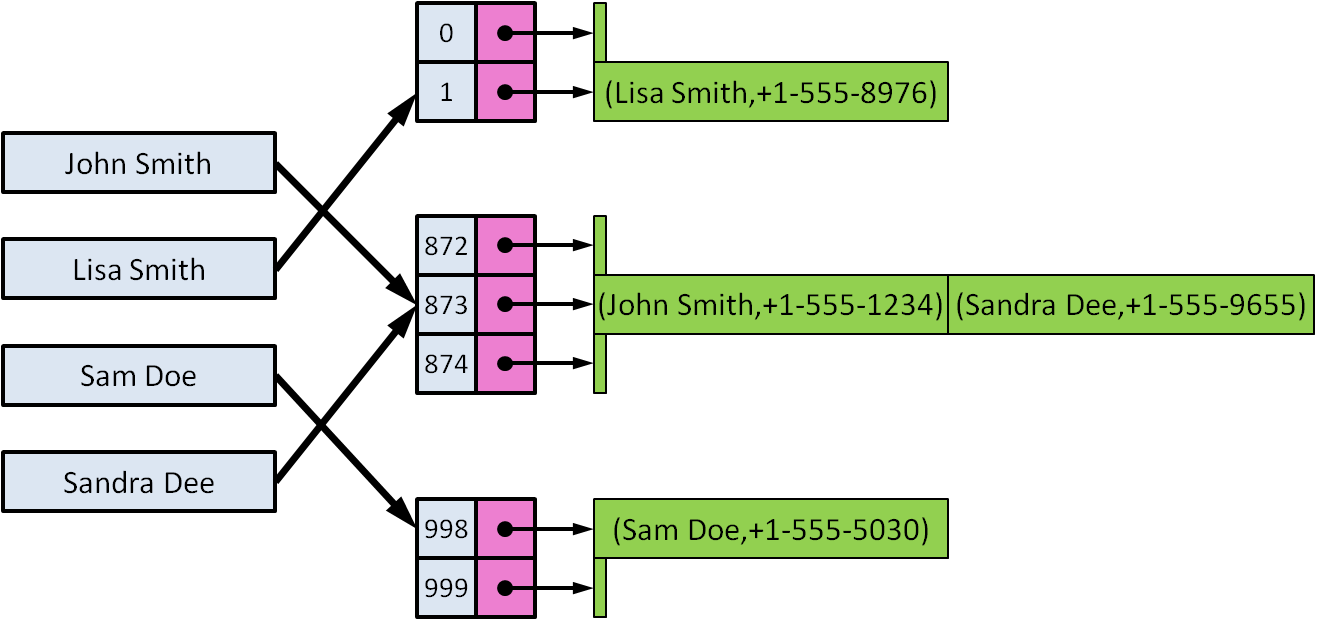 0
1
(Lisa Smith,+1-555-8976)
John Smith
Lisa Smith
Sam Doe
Sandra Dee
872
873
(John Smith,+1-555-1234) (Sandra Dee,+1-555-9655)
874
998
(Sam Doe,+1-555-5030)
999